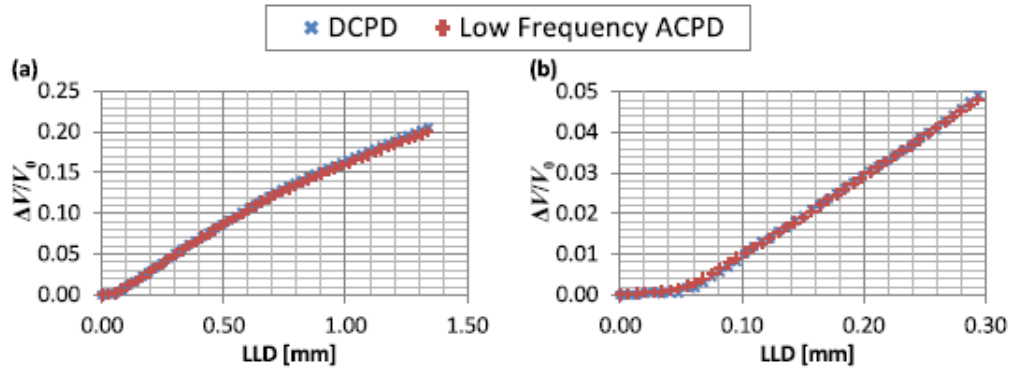 DCPD Low Frequency ACPD
(a)
0.25
0.20
0.15
0.10
0.05
0.00
ΔV/V₀
0.00 0.50 1.00 1.50
LLD [mm]
(b)
0.05
0.04
0.03
0.02
0.01
0.00
ΔV/V₀
0.00 0.10 0.20 0.30
LLD [mm]